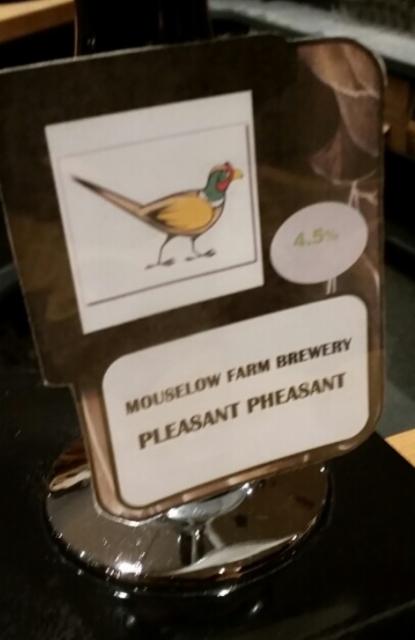 4.5%
MOUSELOW FARM BREWERY
PLEASANT PHEASANT